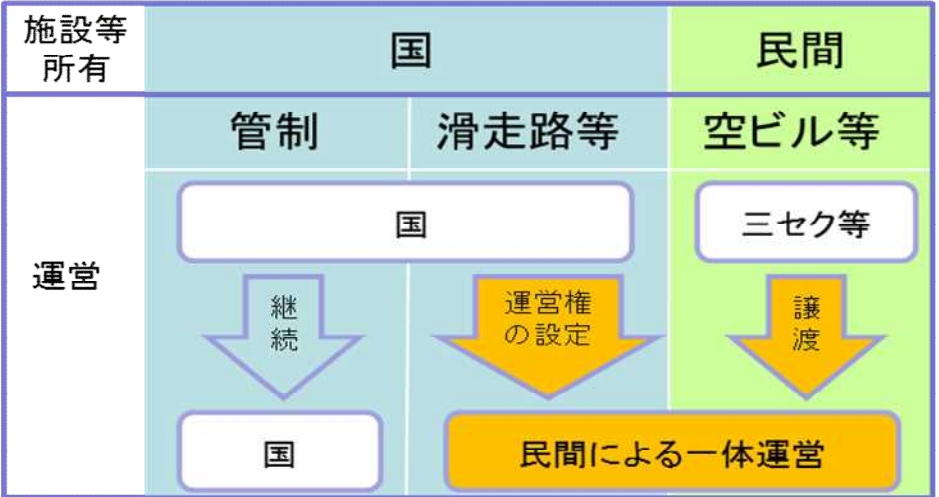 施設等
所有
国
民間
管制
滑走路等
空ビル等
運営
国
三セク等
継
続
運営権
の設定
譲
渡
国
民間による一体運営